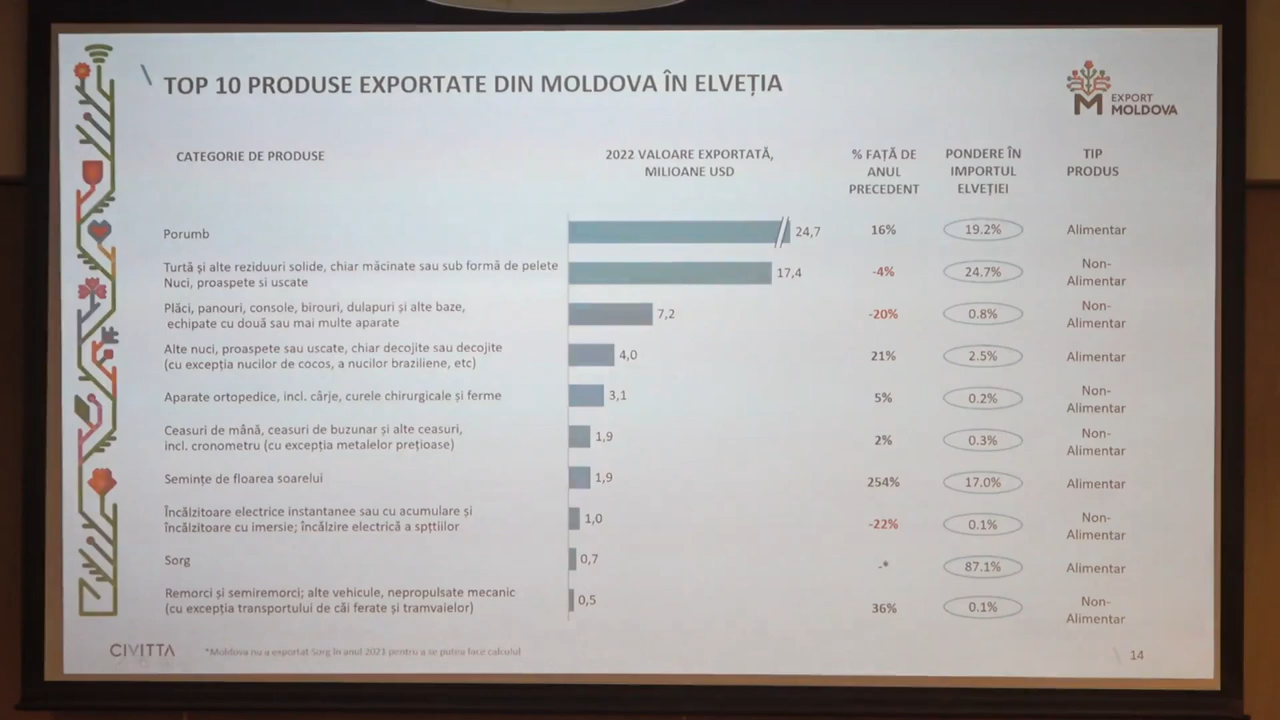 TOP 10 PRODUSE EXPORTATE DIN MOLDOVA ÎN ELVEȚIA
EXPORT
MOLDOVA
CATEGORIE DE PRODUSE
2022 VALOARE EXPORTATĂ,
MILIOANE USD
% FAȚĂ DE
ANUL
PRECEDENT
PONDERE ÎN
IMPORTUL
ELVEȚIEI
TIP
PRODUS
Porumb
24,7
16%
19.2%
Alimentar
Turtă și alte reziduuri solide, chiar măcinate sau sub formă de pelete
Nuci, proaspete si uscate
17,4
-4%
24.7%
Non-
Alimentar
Plăci, panouri, console, birouri, dulapuri și alte baze,
echipate cu două sau mai multe aparate
7,2
-20%
0.8%
Non-
Alimentar
Alte nuci, proaspete sau uscate, chiar decojite sau decojite
(cu excepția nucilor de cocos, a nucilor braziliene, etc)
4,0
21%
2.5%
Alimentar
Aparate ortopedice, incl. cârje, curele chirurgicale și ferme
3,1
5%
0.2%
Non-
Alimentar
Ceasuri de mână, ceasuri de buzunar și alte ceasuri,
incl. cronometru (cu excepția metalelor prețioase)
1,9
2%
0.3%
Non-
Alimentar
Semințe de floarea soarelui
1,9
254%
17.0%
Alimentar
Încălzitoare electrice instantanee sau cu acumulare și
încălzitoare cu imersie; încălzire electrică a spțtiilor
1,0
-22%
0.1%
Non-
Alimentar
Sorg
0,7
-*
87.1%
Alimentar
Remorci și semiremorci; alte vehicule, nepropulsate mecanic
(cu excepția transportului de căi ferate și tramvaielor)
0,5
36%
0.1%
Non-
Alimentar
CIVITTA
*Moldova nu a exportat Sorg în anul 2021 pentru a se putea face calculul
14